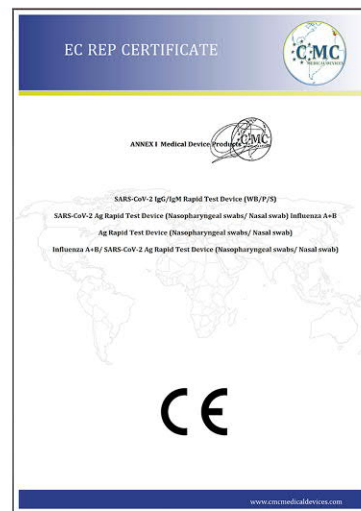 EC REP CERTIFICATE
CMC
MEDICAL DEVICES
ANNEX I Medical Device Products
CMC
SARS-CoV-2 IgG/IgM Rapid Test Device (WB/P/S)
SARS-CoV-2 Ag Rapid Test Device (Nasopharyngeal swabs/ Nasal swab) Influenza A+B
Ag Rapid Test Device (Nasopharyngeal swabs/ Nasal swab)
Influenza A+B/ SARS-CoV-2 Ag Rapid Test Device (Nasopharyngeal swabs/ Nasal swab)
CE
www.cmcmedicaldevices.com